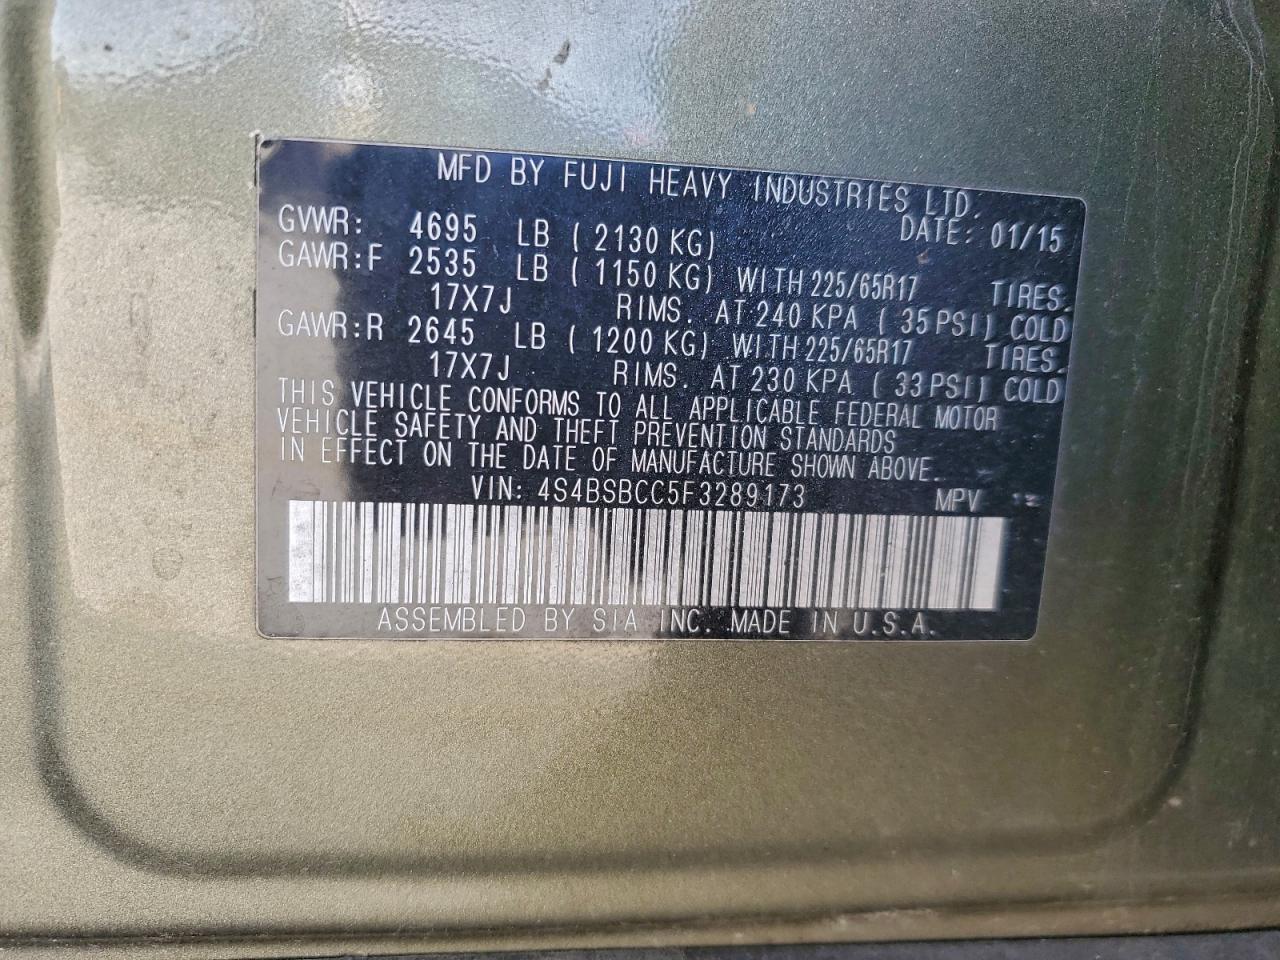 MFD BY FUJI HEAVY INDUSTRIES LTD.
GVWR: 4695 LB ( 2130 KG) DATE: 01/15
GAWR:F 2535 LB ( 1150 KG) WITH 225/65R17 TIRES.
17X7J RIMS. AT 240 KPA ( 35 PSI) COLD
GAWR:R 2645 LB ( 1200 KG) WITH 225/65R17 TIRES.
17X7J RIMS. AT 230 KPA ( 33 PSI) COLD
THIS VEHICLE CONFORMS TO ALL APPLICABLE FEDERAL MOTOR
VEHICLE SAFETY AND THEFT PREVENTION STANDARDS
IN EFFECT ON THE DATE OF MANUFACTURE SHOWN ABOVE.
VIN: 4S4BSBCC5F3289173 MPV
ASSEMBLED BY SIA INC. MADE IN U.S.A.